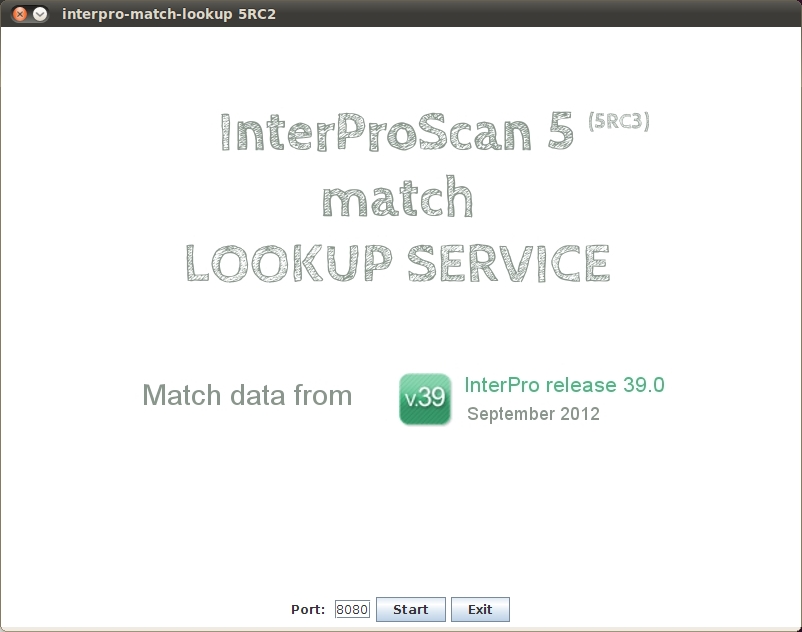 interpro-match-lookup 5RC2
InterProScan 5 (5RC3)
match
LOOKUP SERVICE
Match data from
v.39
InterPro release 39.0
September 2012
Port: 8080 Start Exit